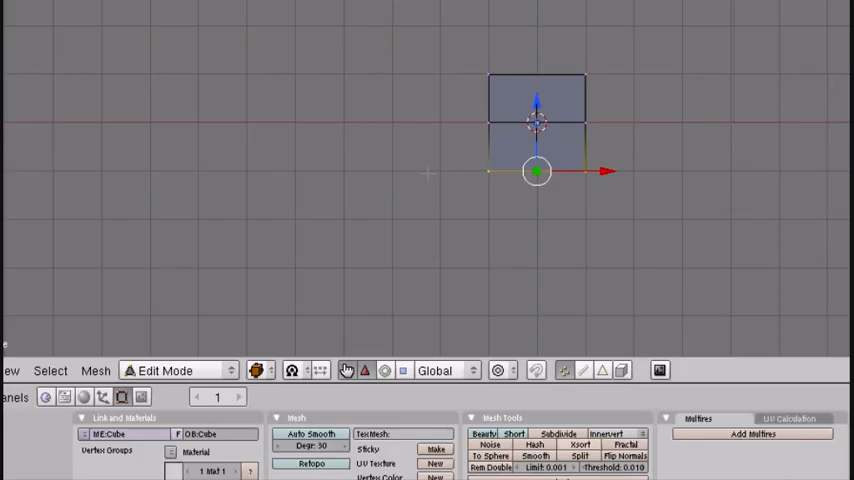 e
ew Select Mesh Edit Mode Global
anels 1
Link and Materials Mesh Mesh Tools Multires UV Calculation
ME:Cube F OB:Cube Auto Smooth TexMesh: Beauty Short Subdivide Innervert Add Multires
Vertex Groups Degr: 30 Sticky Make Noise Hash Xsort Fractal
Material UV Texture New To Sphere Smooth Split Flip Normals
1 Mat 1 ? Retopo Vertex Color New Rem Double Limit: 0.001 Threshold: 0.010